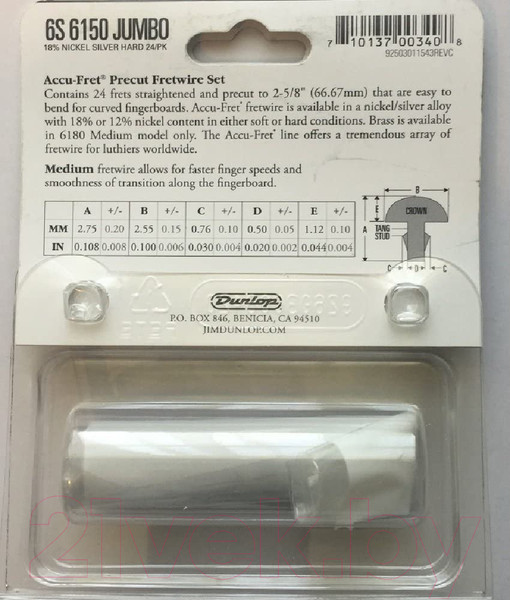 6S 6150 JUMBO
18% NICKEL SILVER HARD 24/PK
7 10137 00340 8
92503011543REVC
Accu-Fret® Precut Fretwire Set
Contains 24 frets straightened and precut to 2-5/8" (66.67mm) that are easy to
bend for curved fingerboards. Accu-Fret® fretwire is available in a nickel/silver alloy
with 18% or 12% nickel content in either soft or hard conditions. Brass is available
in 6180 Medium model only. The Accu-Fret® line offers a tremendous array of
fretwire for luthiers worldwide.
Medium fretwire allows for faster finger speeds and
smoothness of transition along the fingerboard.
A +/- B +/- C +/- D +/- E +/-
MM 2.75 0.20 2.55 0.15 0.76 0.10 0.50 0.05 1.12 0.10
IN 0.108 0.008 0.100 0.006 0.030 0.004 0.020 0.002 0.044 0.004
B
E CROWN
A TANG
STUD
C D C
Dunlop
P.O. BOX 846, BENICIA, CA 94510
JIMDUNLOP.COM
21vek.by